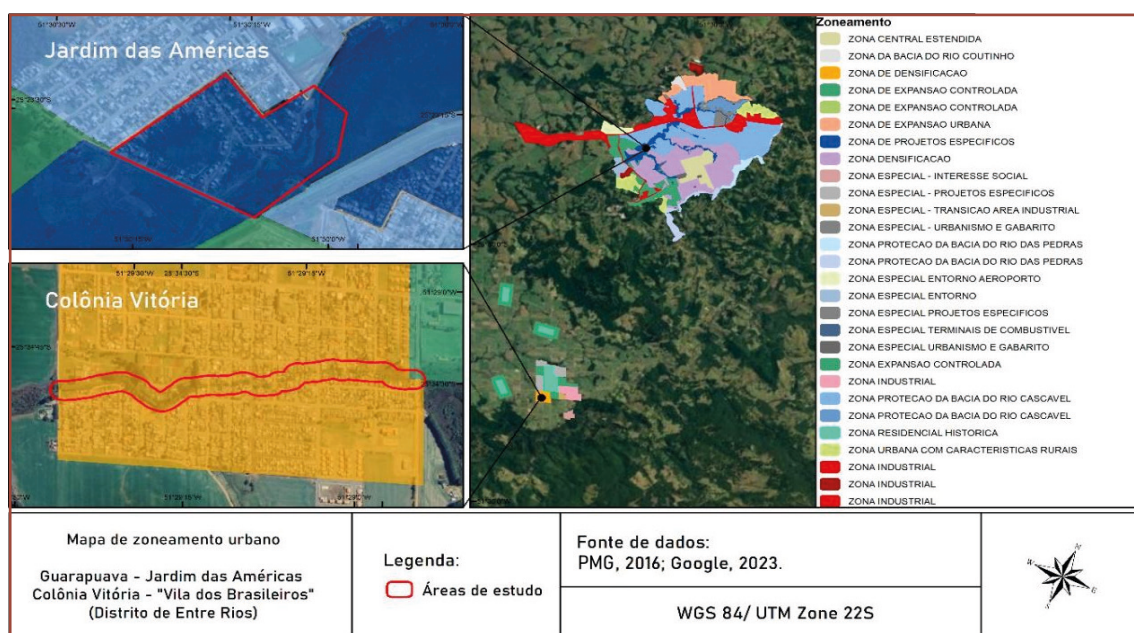 Jardim das Américas
Colônia Vitória
Zoneamento
ZONA CENTRAL ESTENDIDA
ZONA DA BACIA DO RIO COUTINHO
ZONA DE DENSIFICACAO
ZONA DE EXPANSAO CONTROLADA
ZONA DE EXPANSAO CONTROLADA
ZONA DE EXPANSAO URBANA
ZONA DE PROJETOS ESPECIFICOS
ZONA DENSIFICACAO
ZONA ESPECIAL - INTERESSE SOCIAL
ZONA ESPECIAL - PROJETOS ESPECIFICOS
ZONA ESPECIAL - TRANSICAO AREA INDUSTRIAL
ZONA ESPECIAL - URBANISMO E GABARITO
ZONA PROTECAO DA BACIA DO RIO DAS PEDRAS
ZONA PROTECAO DA BACIA DO RIO DAS PEDRAS
ZONA ESPECIAL ENTORNO AEROPORTO
ZONA ESPECIAL ENTORNO
ZONA ESPECIAL PROJETOS ESPECIFICOS
ZONA ESPECIAL TERMINAIS DE COMBUSTIVEL
ZONA ESPECIAL URBANISMO E GABARITO
ZONA EXPANSAO CONTROLADA
ZONA INDUSTRIAL
ZONA PROTECAO DA BACIA DO RIO CASCAVEL
ZONA PROTECAO DA BACIA DO RIO CASCAVEL
ZONA RESIDENCIAL HISTORICA
ZONA URBANA COM CARACTERISTICAS RURAIS
ZONA INDUSTRIAL
ZONA INDUSTRIAL
ZONA INDUSTRIAL
Mapa de zoneamento urbano
Guarapuava - Jardim das Américas
Colônia Vitória - "Vila dos Brasileiros"
(Distrito de Entre Rios)
Legenda:
Áreas de estudo
Fonte de dados:
PMG, 2016; Google, 2023.
WGS 84/ UTM Zone 22S
N
W
E
S